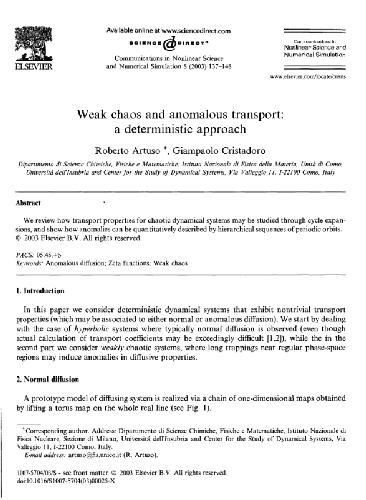 Available online at www.sciencedirect.com
SCIENCE DIRECT®
ELSEVIER
Communications in Nonlinear Science
and Numerical Simulation 8 (2003) 137–148
Communications in
Nonlinear Science and
Numerical Simulation
www.elsevier.com/locate/cnsns
Weak chaos and anomalous transport:
a deterministic approach
Roberto Artuso *, Giampaolo Cristadoro
Dipartimento di Scienze Chimiche, Fisiche e Matematiche, Istituto Nazionale di Fisica della Materia, Unità di Como,
Università dell'Insubria and Center for the Study of Dynamical Systems, Via Valleggio 11, I-22100 Como, Italy
Abstract
We review how transport properties for chaotic dynamical systems may be studied through cycle expan-
sions, and show how anomalies can be quantitatively described by hierarchical sequences of periodic orbits.
© 2003 Elsevier B.V. All rights reserved.
PACS: 05.45.+b
Keywords: Anomalous diffusion; Zeta functions; Weak chaos
1. Introduction
In this paper we consider deterministic dynamical systems that exhibit nontrivial transport
properties (which may be associated to either normal or anomalous diffusion). We start by dealing
with the case of hyperbolic systems where typically normal diffusion is observed (even though
actual calculation of transport coefficients may be exceedingly difficult [1,2]), while the in the
second part we consider weakly chaotic systems, where long trappings near regular phase-space
regions may induce anomalies in diffusive properties.
2. Normal diffusion
A prototype model of diffusing system is realized via a chain of one-dimensional maps obtained
by lifting a torus map on the whole real line (see Fig. 1).
* Corresponding author. Address: Dipartimento di Scienze Chimiche, Fisiche e Matematiche, Istituto Nazionale di
Fisica Nucleare, Sezione di Milano, Università dell'Insubria and Center for the Study of Dynamical Systems, Via
Valleggio 11, I-22100 Como, Italy.
E-mail address: artuso@fis.unico.it (R. Artuso).
1007-5704/03/$ - see front matter © 2003 Elsevier B.V. All rights reserved.
doi:10.1016/S1007-5704(03)00025-X